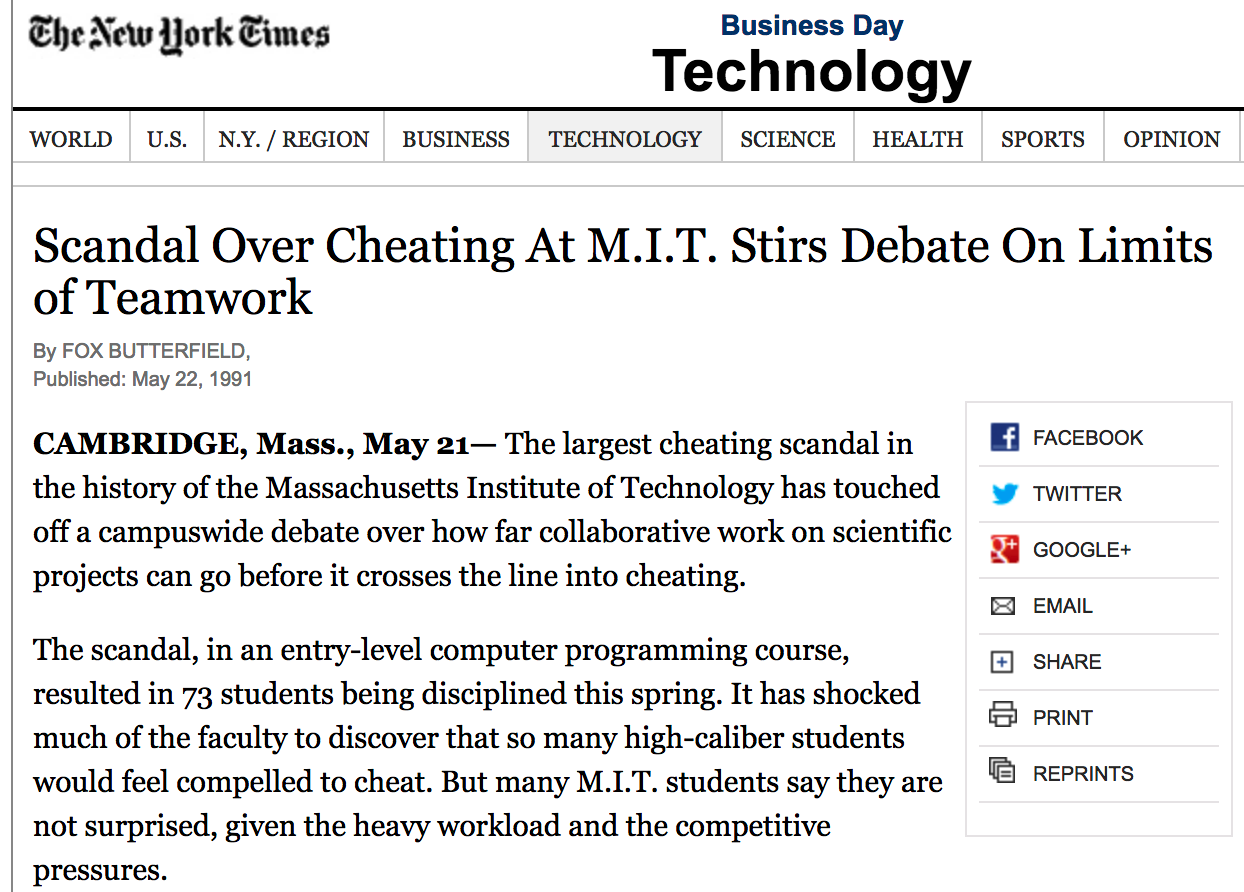 The New York Times
Business Day
Technology
WORLD U.S. N.Y. / REGION BUSINESS TECHNOLOGY SCIENCE HEALTH SPORTS OPINION
Scandal Over Cheating At M.I.T. Stirs Debate On Limits
of Teamwork
By FOX BUTTERFIELD,
Published: May 22, 1991
CAMBRIDGE, Mass., May 21— The largest cheating scandal in
the history of the Massachusetts Institute of Technology has touched
off a campuswide debate over how far collaborative work on scientific
projects can go before it crosses the line into cheating.
The scandal, in an entry-level computer programming course,
resulted in 73 students being disciplined this spring. It has shocked
much of the faculty to discover that so many high-caliber students
would feel compelled to cheat. But many M.I.T. students say they are
not surprised, given the heavy workload and the competitive
pressures.
FACEBOOK
TWITTER
GOOGLE+
EMAIL
SHARE
PRINT
REPRINTS